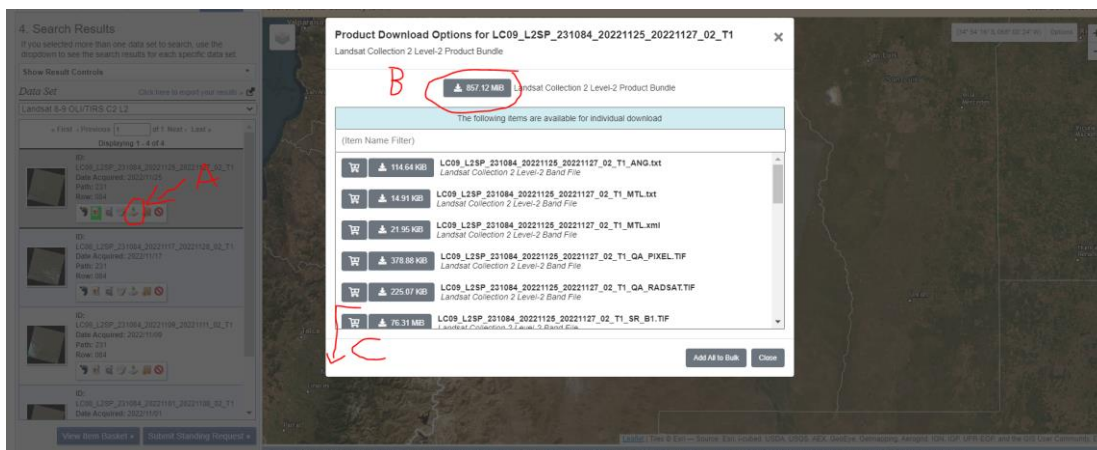 4. Search Results
If you selected more than one data set to search, use the
dropdown to see the search results for each specific data set.
Show Result Controls
Data Set
Click here to export your results »
Landsat 8-9 OLI/TIRS C2 L2
« First ‹ Previous 1 of 1 Next › Last »
Displaying 1 - 4 of 4
ID:
LC09_L2SP_231084_20221125_20221127_02_T1
Date Acquired: 2022/11/25
Path: 231
Row: 084
A
ID:
Date Acquired: 2022/11/17
Path: 231
Row: 084
ID:
Path: 231
Row: 084
ID:
Date Acquired: 2022/11/01
View Item Basket »
Submit Standing Request »
Product Download Options for LC09_L2SP_231084_20221125_20221127_02_T1
×
Landsat Collection 2 Level-2 Product Bundle
B
857.12 MiB
Landsat Collection 2 Level-2 Product Bundle
The following items are available for individual download
(Item Name Filter)
114.64 KiB
LC09_L2SP_231084_20221125_20221127_02_T1_ANG.txt
Landsat Collection 2 Level-2 Band File
14.91 KiB
LC09_L2SP_231084_20221125_20221127_02_T1_MTL.txt
Landsat Collection 2 Level-2 Band File
21.95 KiB
LC09_L2SP_231084_20221125_20221127_02_T1_MTL.xml
Landsat Collection 2 Level-2 Band File
378.88 KiB
LC09_L2SP_231084_20221125_20221127_02_T1_QA_PIXEL.TIF
Landsat Collection 2 Level-2 Band File
225.07 KiB
LC09_L2SP_231084_20221125_20221127_02_T1_QA_RADSAT.TIF
Landsat Collection 2 Level-2 Band File
76.31 MiB
LC09_L2SP_231084_20221125_20221127_02_T1_SR_B1.TIF
Landsat Collection 2 Level-2 Band File
C
Add All to Bulk
Close
Options